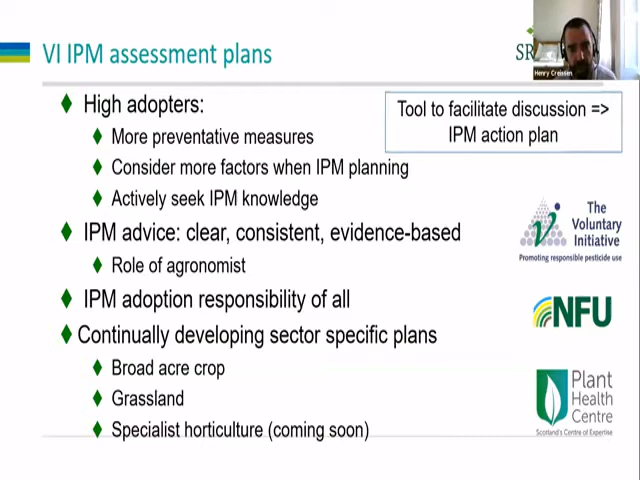 VI IPM assessment plans
SR
Henry Creissen
High adopters:
More preventative measures
Consider more factors when IPM planning
Actively seek IPM knowledge
IPM advice: clear, consistent, evidence-based
Role of agronomist
IPM adoption responsibility of all
Continually developing sector specific plans
Broad acre crop
Grassland
Specialist horticulture (coming soon)
Tool to facilitate discussion =>
IPM action plan
The
Voluntary
Initiative
Promoting responsible pesticide use
NFU
Plant
Health
Centre
Scotland's Centre of Expertise